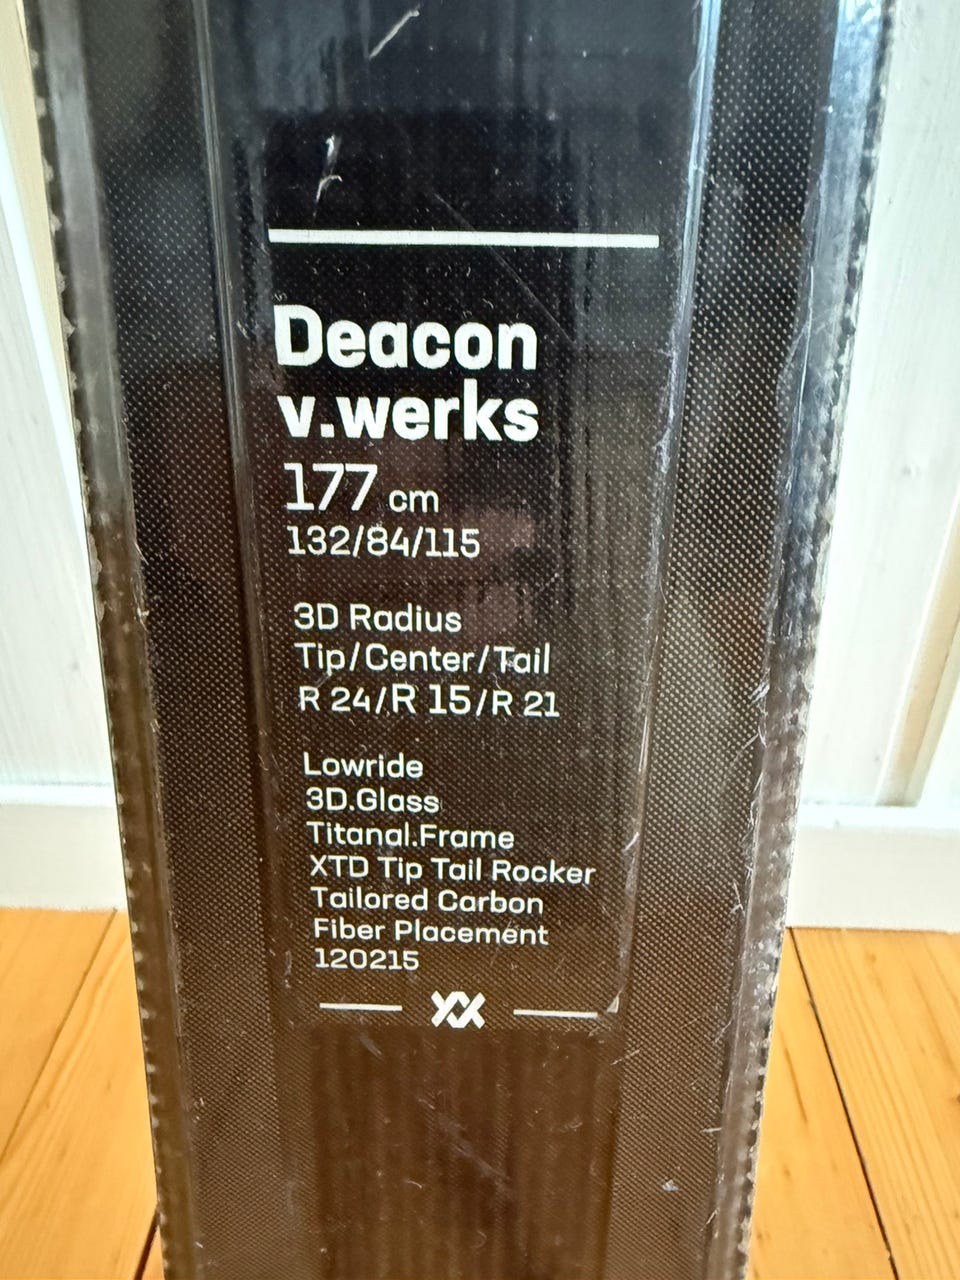 Deacon
v.werks
177 cm
132/84/115
3D Radius
Tip/Center/Tail
R 24/R 15/R 21
Lowride
3D.Glass
Titanal.Frame
XTD Tip Tail Rocker
Tailored Carbon
Fiber Placement
120215